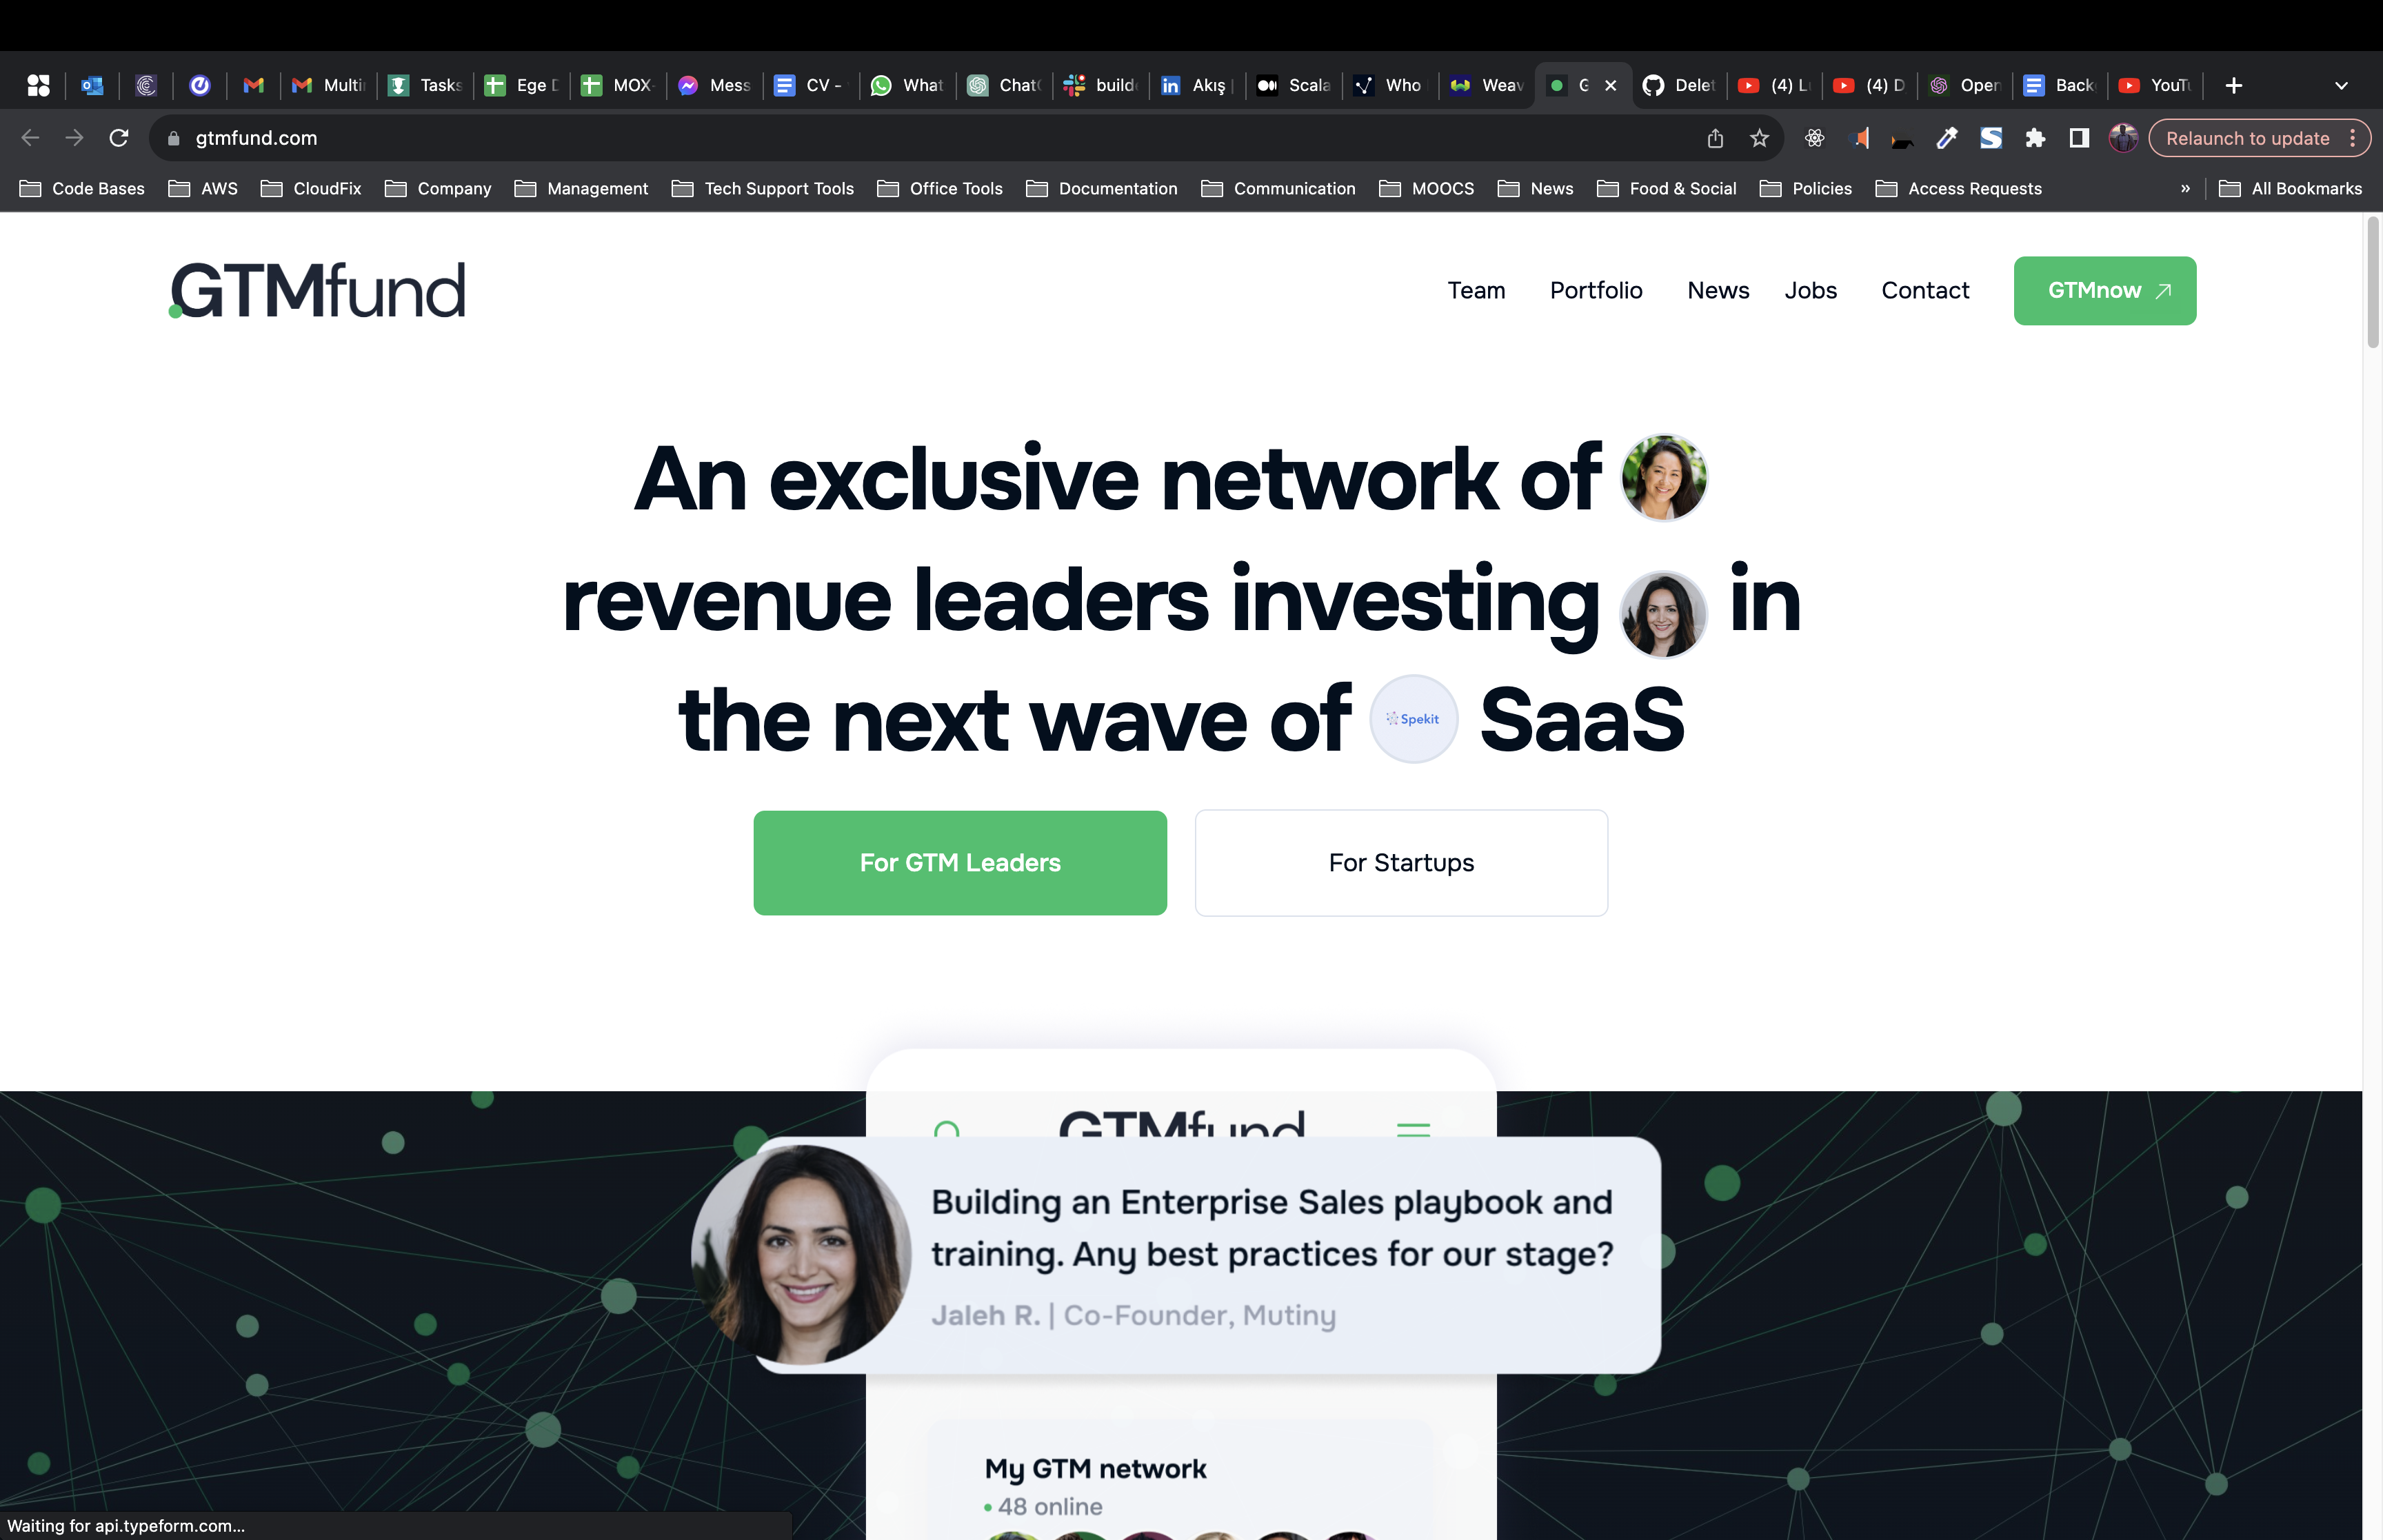 Multi
Tasks
Ege D
MOX-
Mess
CV -
What
Chat
build
Akış
Scala
Who
Weav
G
Delet
(4) L
(4) D
Open
Back
YouTu
gtmfund.com
Relaunch to update
Code Bases
AWS
CloudFix
Company
Management
Tech Support Tools
Office Tools
Documentation
Communication
MOOCS
News
Food & Social
Policies
Access Requests
»
All Bookmarks
GTMfund
Team
Portfolio
News
Jobs
Contact
GTMnow
An exclusive network of
revenue leaders investing in
the next wave of Spekit SaaS
For GTM Leaders
For Startups
GTMfund
Building an Enterprise Sales playbook and
training. Any best practices for our stage?
Jaleh R. | Co-Founder, Mutiny
My GTM network
48 online
Waiting for api.typeform.com...